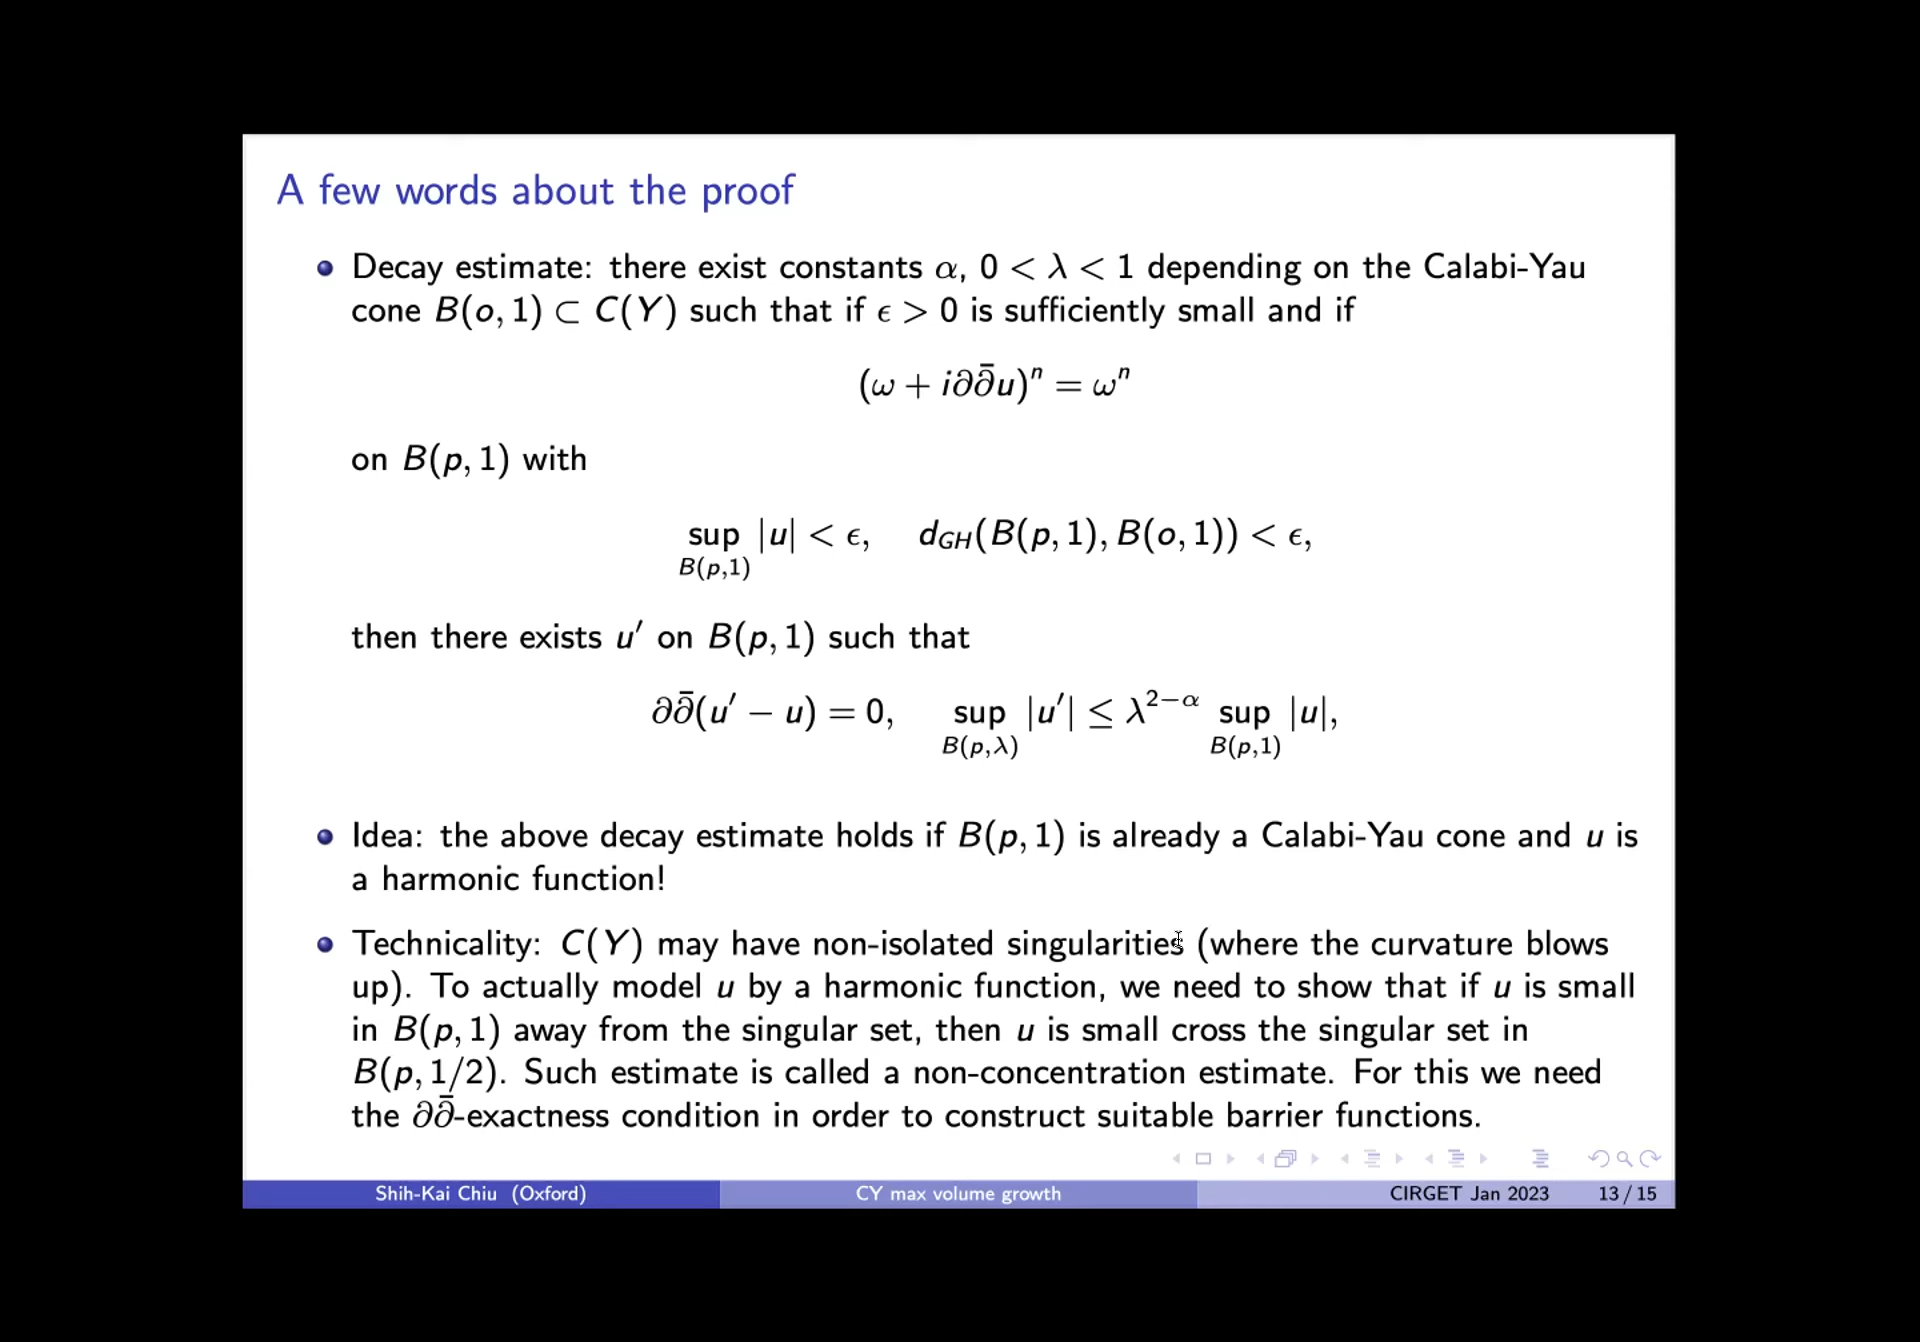 A few words about the proof
Decay estimate: there exist constants α, 0 < λ < 1 depending on the Calabi-Yau
cone B(o, 1) ⊂ C(Y) such that if ϵ > 0 is sufficiently small and if
(ω + i∂∂̄u)ⁿ = ωⁿ
on B(p, 1) with
sup_{B(p,1)} |u| < ϵ, d_{GH}(B(p, 1), B(o, 1)) < ϵ,
then there exists u′ on B(p, 1) such that
∂∂̄(u′ − u) = 0, sup_{B(p,λ)} |u′| ≤ λ^{2−α} sup_{B(p,1)} |u|,
Idea: the above decay estimate holds if B(p, 1) is already a Calabi-Yau cone and u is
a harmonic function!
Technicality: C(Y) may have non-isolated singularities (where the curvature blows
up). To actually model u by a harmonic function, we need to show that if u is small
in B(p, 1) away from the singular set, then u is small cross the singular set in
B(p, 1/2). Such estimate is called a non-concentration estimate. For this we need
the ∂∂̄-exactness condition in order to construct suitable barrier functions.
Shih-Kai Chiu (Oxford) CY max volume growth CIRGET Jan 2023 13 / 15